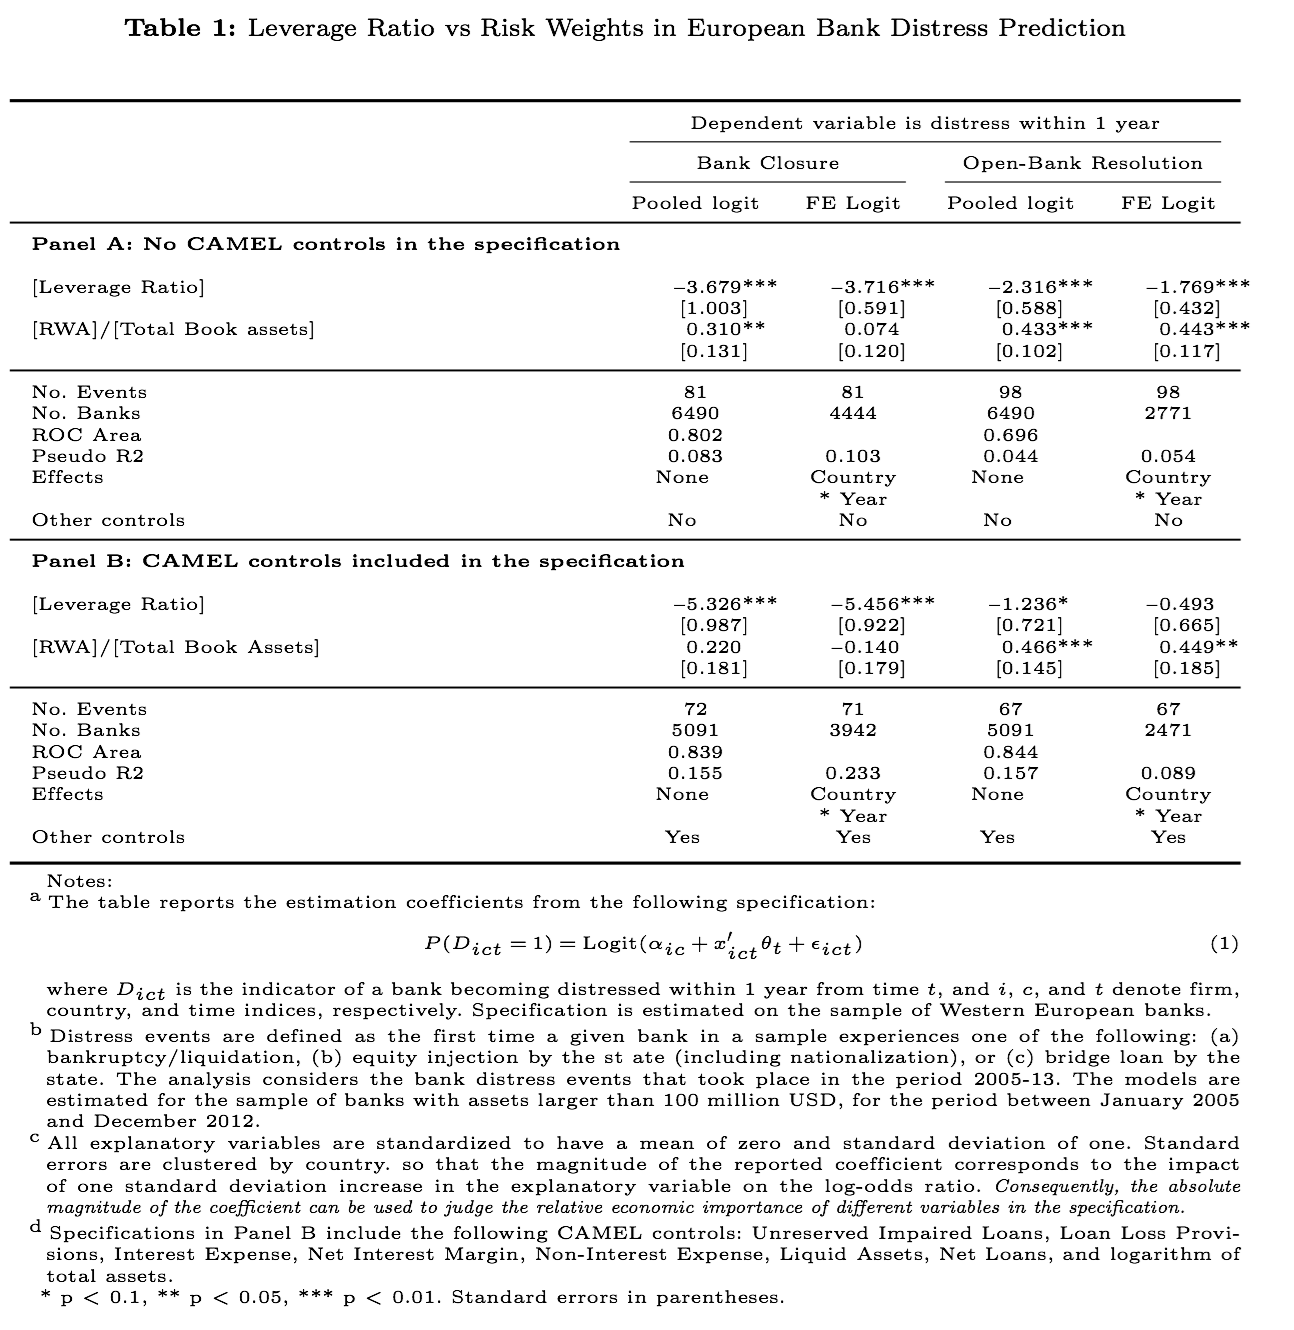 Table 1: Leverage Ratio vs Risk Weights in European Bank Distress Prediction
Dependent variable is distress within 1 year
Bank Closure Open-Bank Resolution
Pooled logit FE Logit Pooled logit FE Logit
Panel A: No CAMEL controls in the specification
[Leverage Ratio] −3.679*** −3.716*** −2.316*** −1.769***
[1.003] [0.591] [0.588] [0.432]
[RWA]/[Total Book assets] 0.310** 0.074 0.433*** 0.443***
[0.131] [0.120] [0.102] [0.117]
No. Events 81 81 98 98
No. Banks 6490 4444 6490 2771
ROC Area 0.802 0.696
Pseudo R2 0.083 0.103 0.044 0.054
Effects None Country None Country
* Year * Year
Other controls No No No No
Panel B: CAMEL controls included in the specification
[Leverage Ratio] −5.326*** −5.456*** −1.236* −0.493
[0.987] [0.922] [0.721] [0.665]
[RWA]/[Total Book Assets] 0.220 −0.140 0.466*** 0.449**
[0.181] [0.179] [0.145] [0.185]
No. Events 72 71 67 67
No. Banks 5091 3942 5091 2471
ROC Area 0.839 0.844
Pseudo R2 0.155 0.233 0.157 0.089
Effects None Country None Country
* Year * Year
Other controls Yes Yes Yes Yes
Notes:
a The table reports the estimation coefficients from the following specification:
P(D_ict = 1) = Logit(α_ic + x′_ict θ_t + ϵ_ict) (1)
where D_ict is the indicator of a bank becoming distressed within 1 year from time t, and i, c, and t denote firm,
country, and time indices, respectively. Specification is estimated on the sample of Western European banks.
b Distress events are defined as the first time a given bank in a sample experiences one of the following: (a)
bankruptcy/liquidation, (b) equity injection by the st ate (including nationalization), or (c) bridge loan by the
state. The analysis considers the bank distress events that took place in the period 2005-13. The models are
estimated for the sample of banks with assets larger than 100 million USD, for the period between January 2005
and December 2012.
c All explanatory variables are standardized to have a mean of zero and standard deviation of one. Standard
errors are clustered by country. so that the magnitude of the reported coefficient corresponds to the impact
of one standard deviation increase in the explanatory variable on the log-odds ratio. Consequently, the absolute
magnitude of the coefficient can be used to judge the relative economic importance of different variables in the specification.
d Specifications in Panel B include the following CAMEL controls: Unreserved Impaired Loans, Loan Loss Provi-
sions, Interest Expense, Net Interest Margin, Non-Interest Expense, Liquid Assets, Net Loans, and logarithm of
total assets.
* p < 0.1, ** p < 0.05, *** p < 0.01. Standard errors in parentheses.